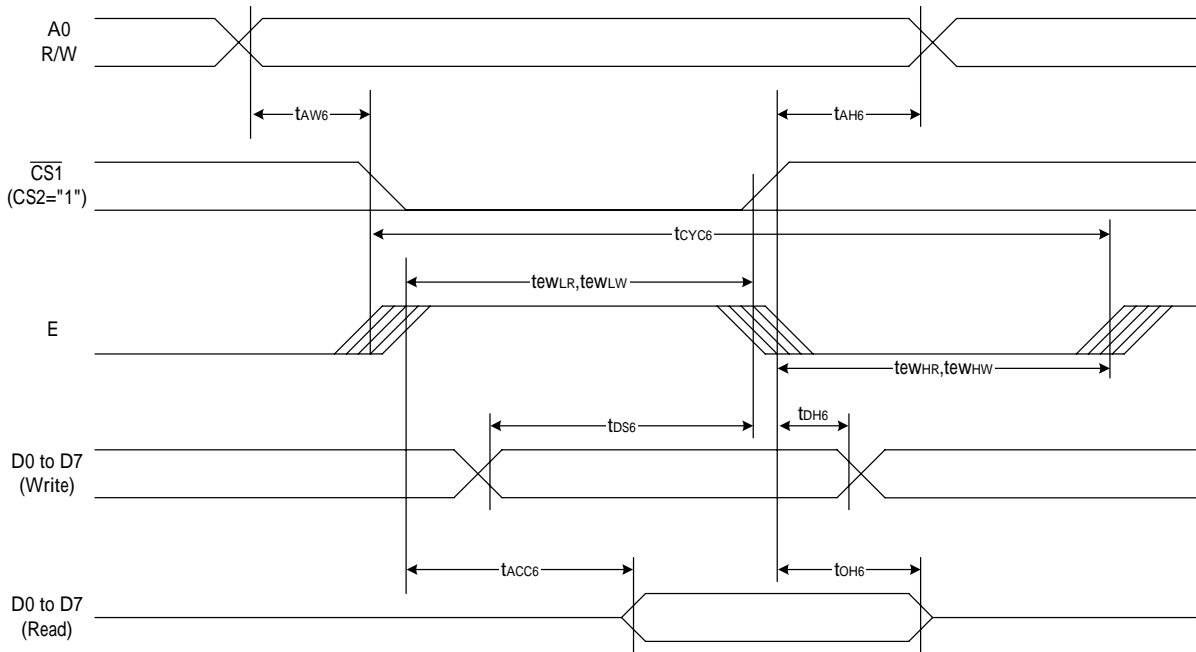 A0
R/W
tAW6
tAH6
CS1
(CS2="1")
tCYC6
tewLR,tewLW
E
tewHR,tewHW
tDS6
tDH6
D0 to D7
(Write)
tACC6
tOH6
D0 to D7
(Read)